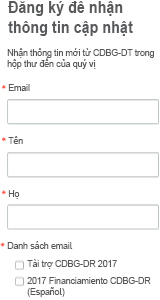 Đăng ký để nhận
thông tin cập nhật
Nhận thông tin mới từ CDBG-DT trong
hộp thư đến của quý vị
* Email
* Tên
* Họ
* Danh sách email
Tài trợ CDBG-DR 2017
2017 Financiamiento CDBG-DR
(Español)